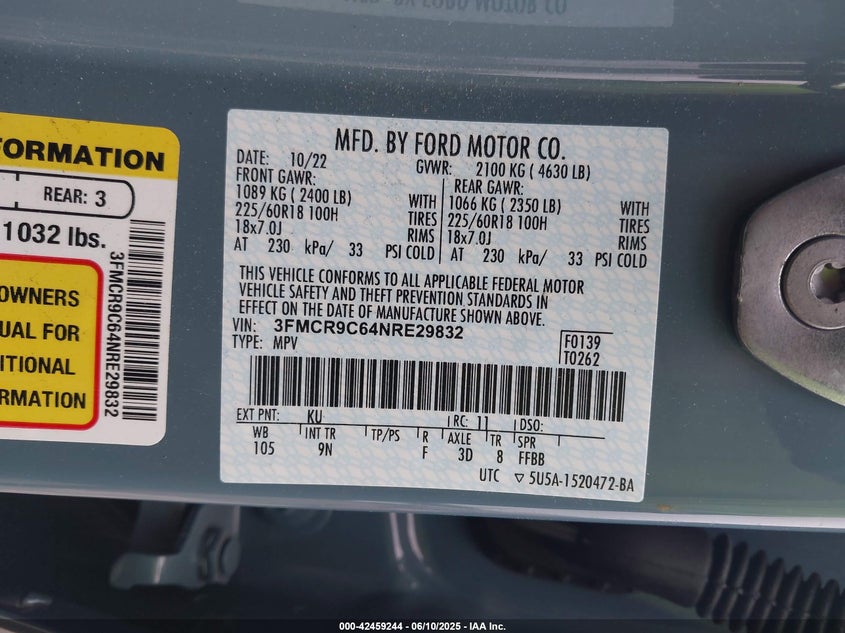 MFD. BY FORD MOTOR CO.
DATE: 10/22 GVWR: 2100 KG ( 4630 LB)
FRONT GAWR: REAR GAWR:
1089 KG ( 2400 LB) WITH 1066 KG ( 2350 LB) WITH
225/60R18 100H TIRES 225/60R18 100H TIRES
18x7.0J RIMS 18x7.0J RIMS
AT 230 kPa/ 33 PSI COLD AT 230 kPa/ 33 PSI COLD
THIS VEHICLE CONFORMS TO ALL APPLICABLE FEDERAL MOTOR
VEHICLE SAFETY AND THEFT PREVENTION STANDARDS IN
EFFECT ON THE DATE OF MANUFACTURE SHOWN ABOVE.
VIN: 3FMCR9C64NRE29832
TYPE: MPV
F0139
T0262
EXT PNT: KU RC: 11 DSO:
WB INT TR TP/PS R AXLE TR SPR
105 9N F 3D 8 FFBB
UTC ▽ 5U5A-1520472-BA
FORMATION
REAR: 3
1032 lbs.
OWNERS
UAL FOR
ITIONAL
RMATION
3FMCR9C64NRE29832
000-42459244 - 06/10/2025 - IAA Inc.